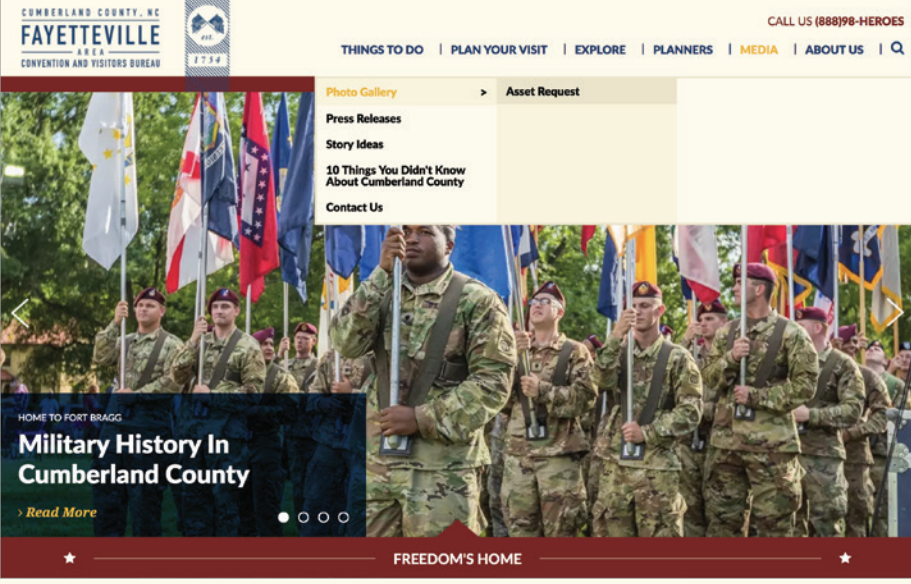 CUMBERLAND COUNTY, NC
FAYETTEVILLE
AREA
CONVENTION AND VISITORS BUREAU
est.
1754
CALL US (888)98-HEROES
THINGS TO DO | PLAN YOUR VISIT | EXPLORE | PLANNERS | MEDIA | ABOUT US |
Photo Gallery >
Asset Request
Press Releases
Story Ideas
10 Things You Didn't Know
About Cumberland County
Contact Us
HOME TO FORT BRAGG
Military History In
Cumberland County
› Read More
FREEDOM'S HOME